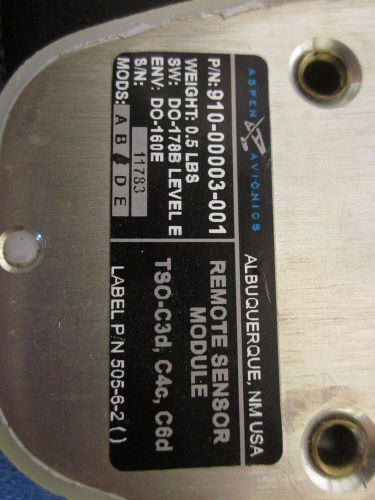 ASPEN AVIONICS
ALBUQUERQUE, NM USA
P/N: 910-00003-001
WEIGHT: 0.5 LBS
SW: DO-178B LEVEL E
ENV: DO-160E
S/N: 11783
MODS: A B D E
REMOTE SENSOR
MODULE
TSO-C3d, C4c, C6d
LABEL P/N 505-6-2 ( )